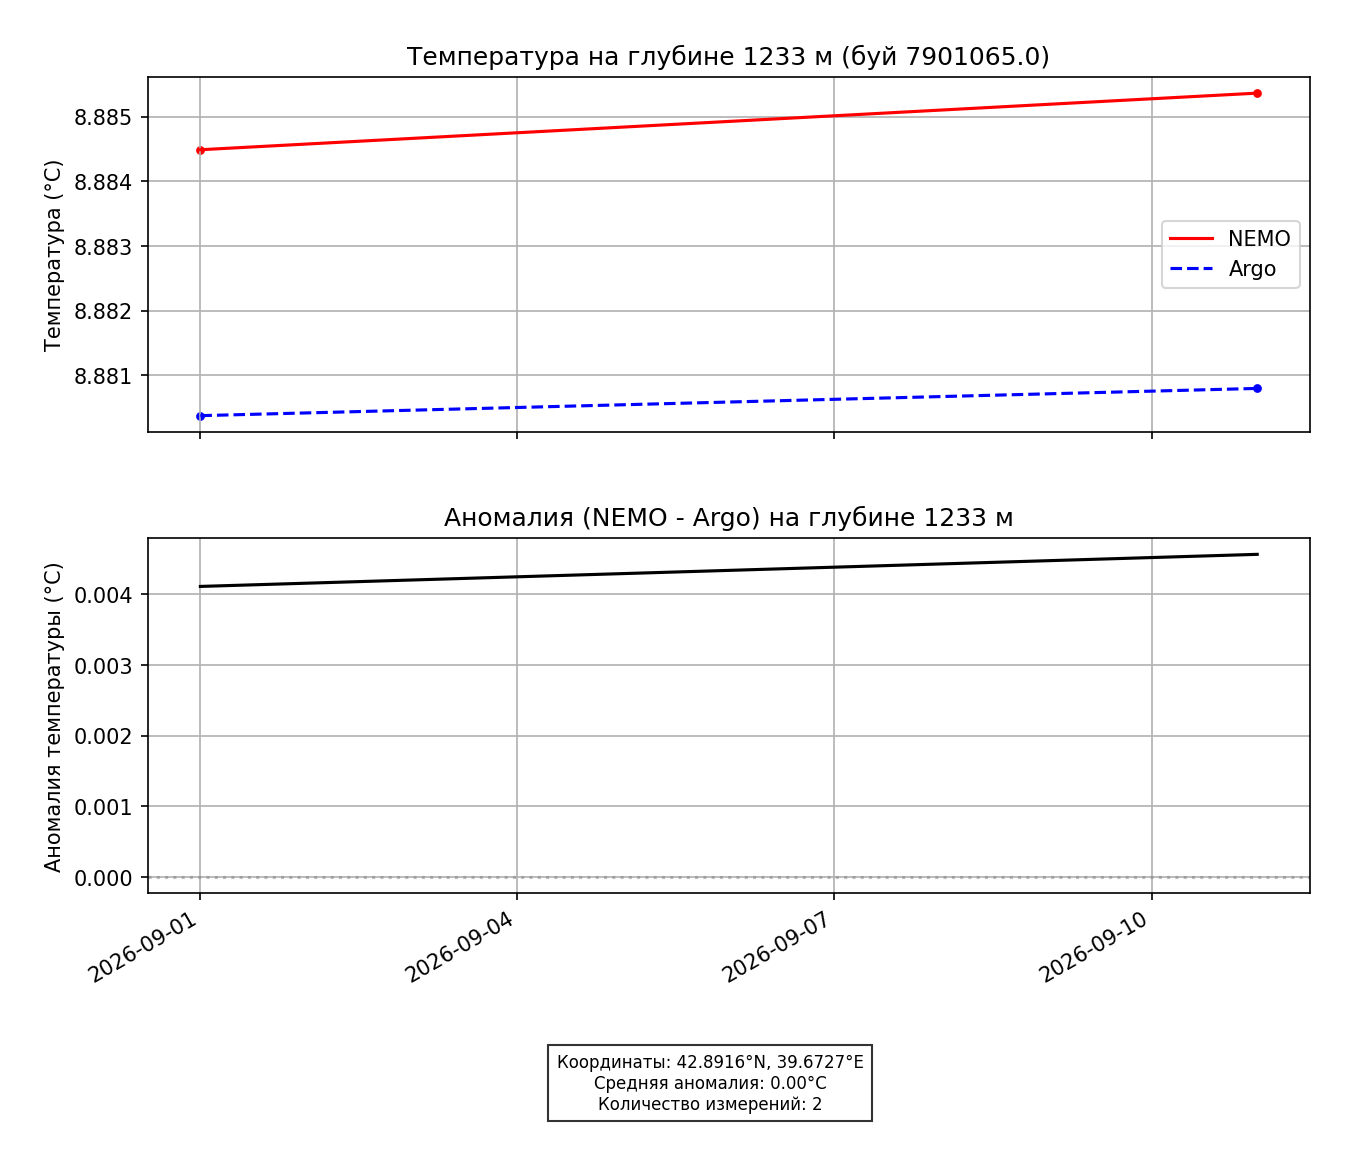 Температура на глубине 1233 м (буй 7901065.0)
Температура (°C)
8.885
8.884
8.883
8.882
8.881
NEMO
Argo
Аномалия (NEMO - Argo) на глубине 1233 м
Аномалия температуры (°C)
0.004
0.003
0.002
0.001
0.000
2026-09-01
2026-09-04
2026-09-07
2026-09-10
Координаты: 42.8916°N, 39.6727°E
Средняя аномалия: 0.00°C
Количество измерений: 2